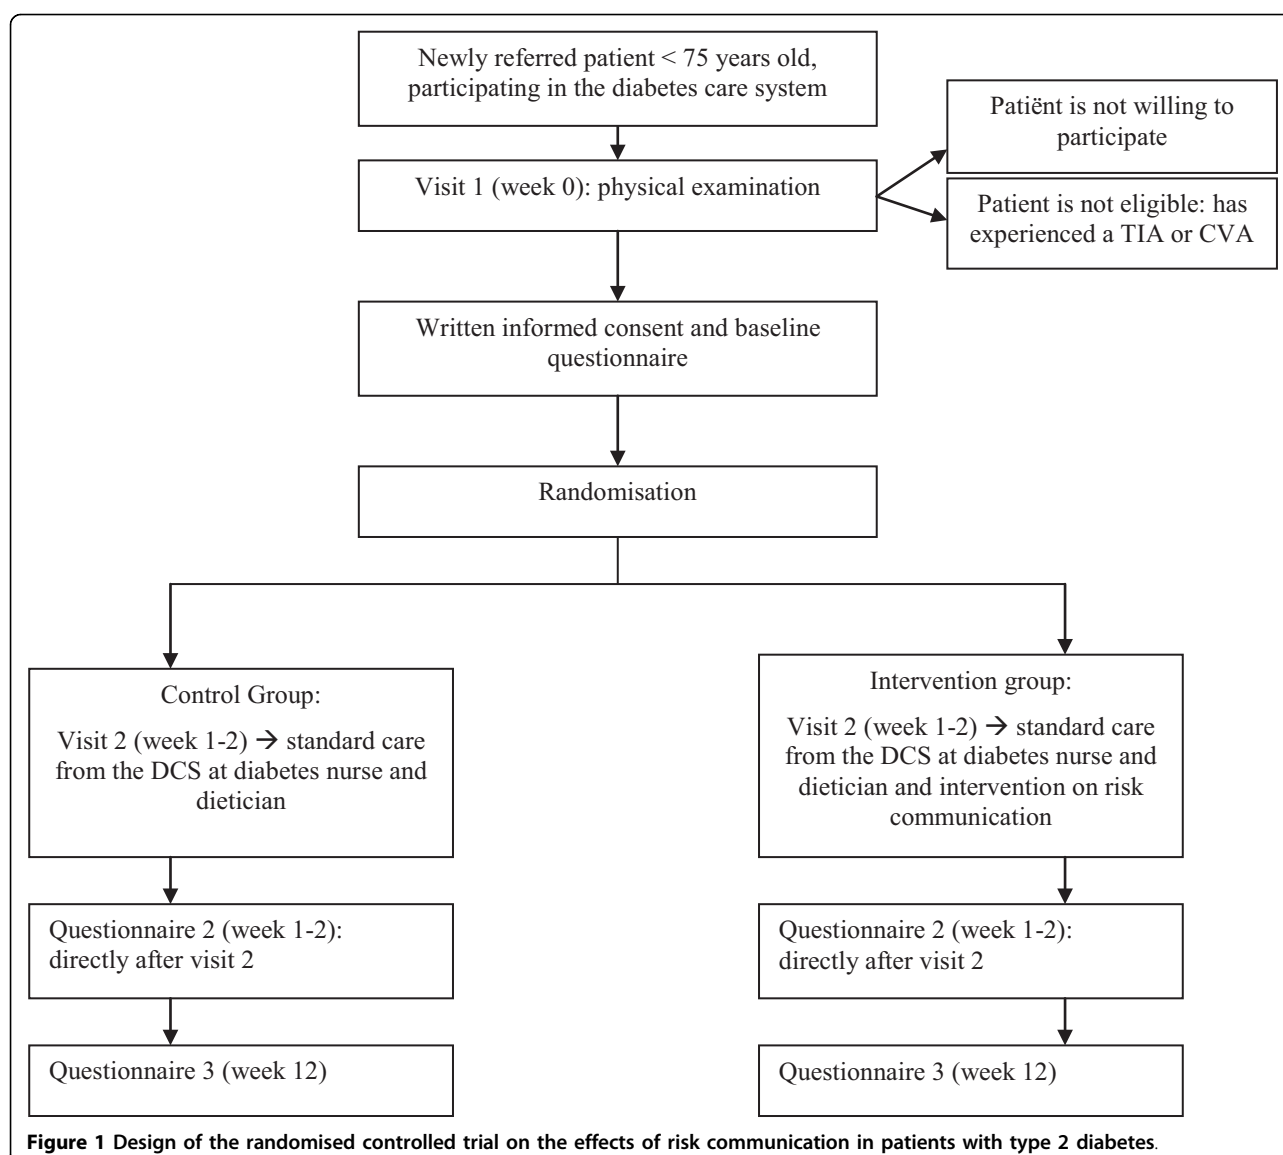 Newly referred patient < 75 years old,
participating in the diabetes care system
Patiënt is not willing to
participate
Visit 1 (week 0): physical examination
Patient is not eligible: has
experienced a TIA or CVA
Written informed consent and baseline
questionnaire
Randomisation
Control Group:
Visit 2 (week 1-2) → standard care
from the DCS at diabetes nurse and
dietician
Intervention group:
Visit 2 (week 1-2) → standard care
from the DCS at diabetes nurse and
dietician and intervention on risk
communication
Questionnaire 2 (week 1-2):
directly after visit 2
Questionnaire 2 (week 1-2):
directly after visit 2
Questionnaire 3 (week 12)
Questionnaire 3 (week 12)
Figure 1 Design of the randomised controlled trial on the effects of risk communication in patients with type 2 diabetes.